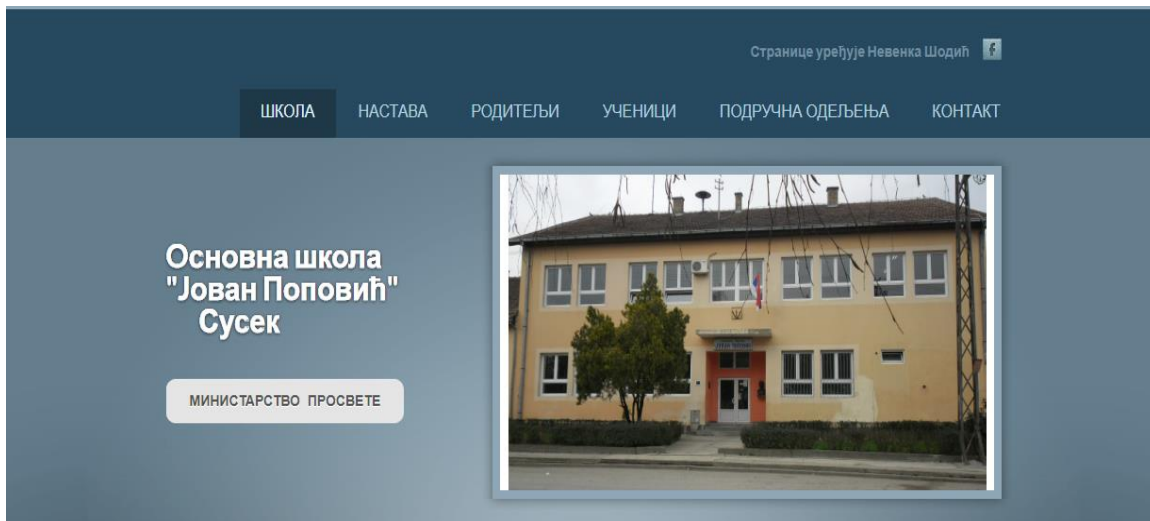 Странице уређује Невенка Шодић
ШКОЛА НАСТАВА РОДИТЕЉИ УЧЕНИЦИ ПОДРУЧНА ОДЕЉЕЊА КОНТАКТ
Основна школа
"Јован Поповић"
Сусек
МИНИСТАРСТВО ПРОСВЕТЕ